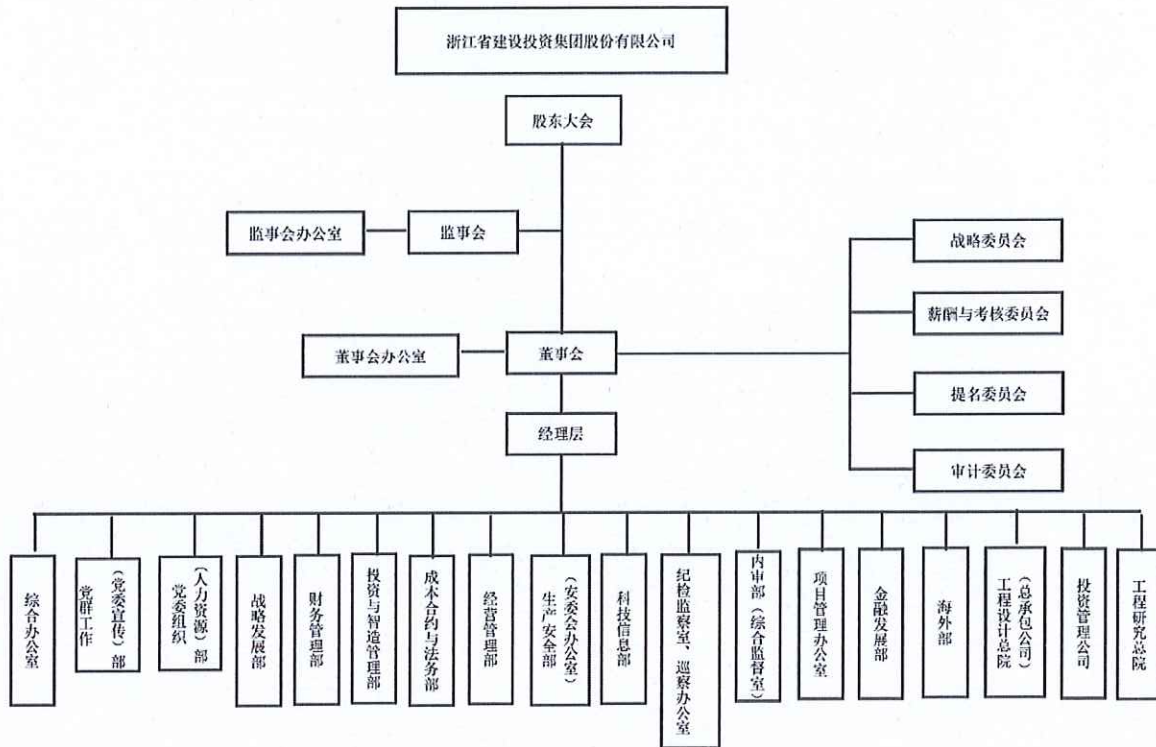 浙江省建设投资集团股份有限公司
股东大会
监事会办公室
监事会
战略委员会
薪酬与考核委员会
董事会办公室
董事会
提名委员会
经理层
审计委员会
综合办公室
党群工作
（党委宣传）部
党委组织
（人力资源）部
战略发展部
财务管理部
投资与智造管理部
成本合约与法务部
经营管理部
生产安全部
（安委会办公室）
科技信息部
纪检监察室、巡察办公室
内审部（综合监督室）
项目管理办公室
金融发展部
海外部
工程设计总院
（总承包公司）
投资管理公司
工程研究总院